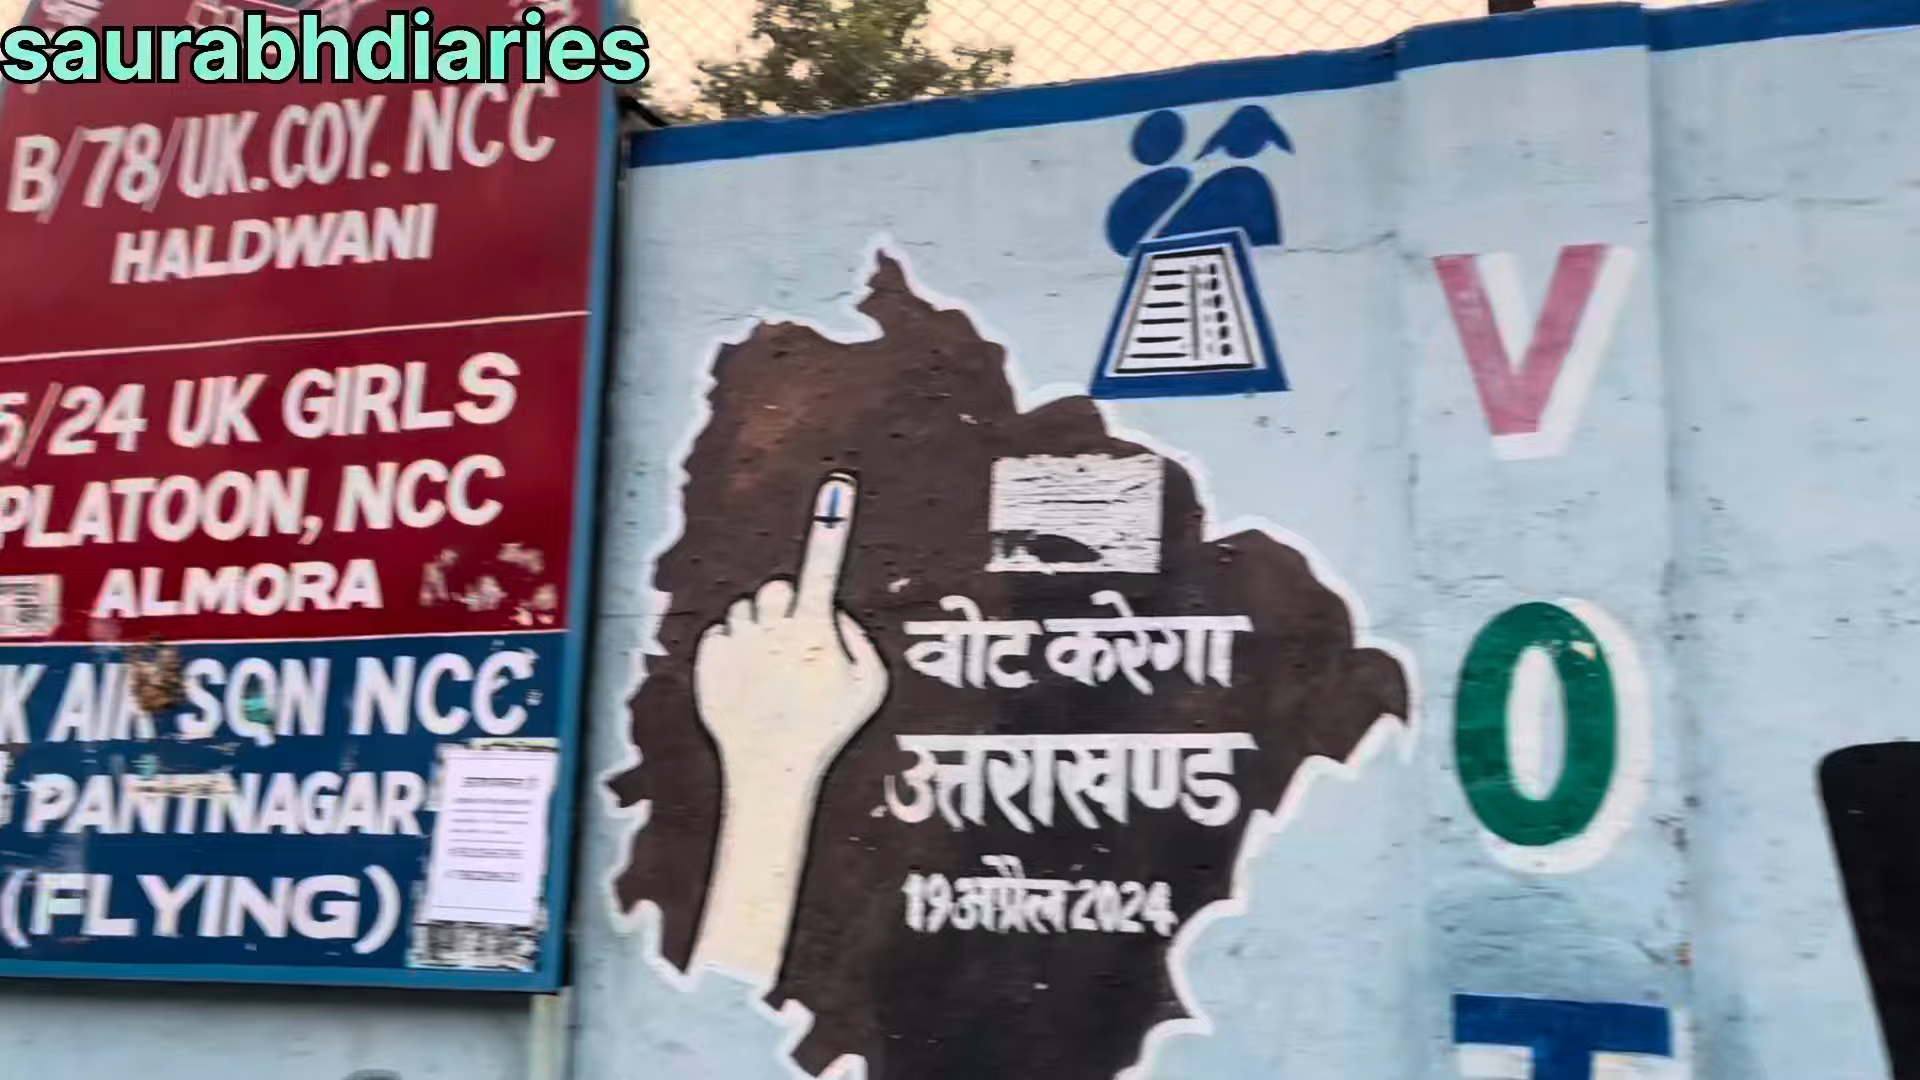 saurabhdiaries
B/78/UK.COY. NCC
HALDWANI
5/24 UK GIRLS
PLATOON, NCC
ALMORA
K AIR SQN NCC
PANTNAGAR
(FLYING)
वोट करेगा
उत्तराखण्ड
19 अप्रैल 2024
V
O
T